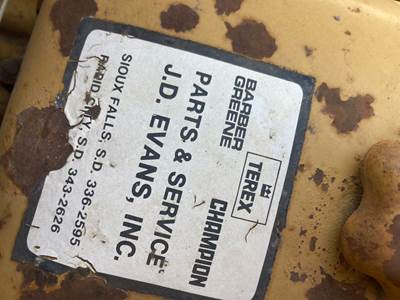 BARBER GREENE TEREX CHAMPION
PARTS & SERVICE
J.D. EVANS, INC.
SIOUX FALLS, S.D. 336-2595
RAPID CITY, S.D. 343-2626